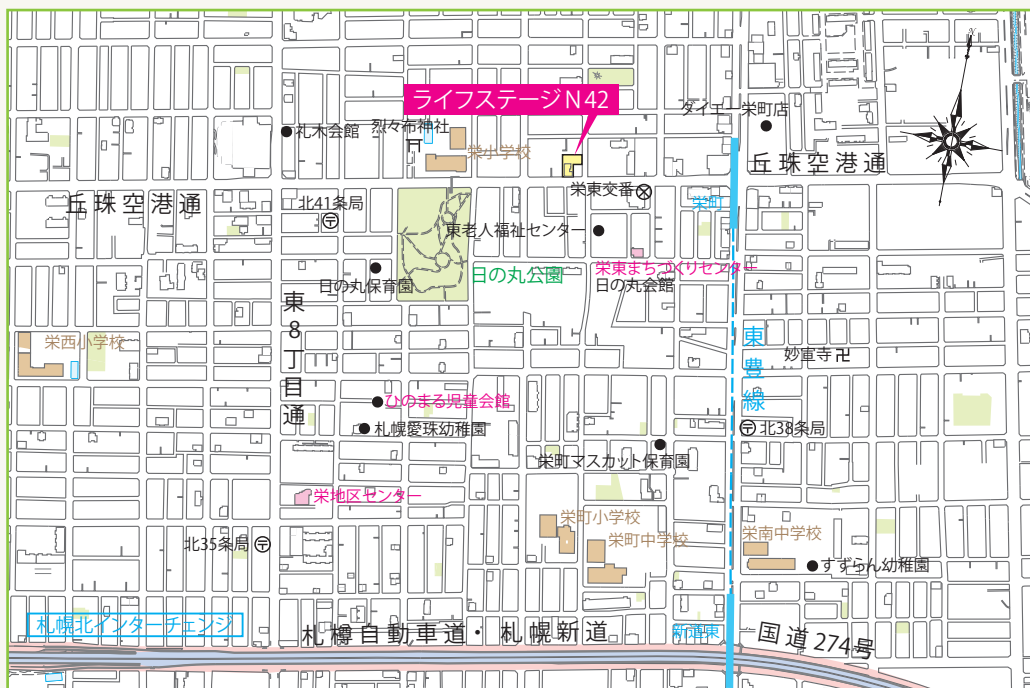 ライフステージN42
ダイエー栄町店
札木会館
烈々布神社
栄小学校
丘珠空港通
丘珠空港通
北41条局
栄東交番
栄町
東老人福祉センター
日の丸公園
栄東まちづくりセンター
日の丸会館
日の丸保育園
東8丁目通
栄西小学校
東豊線
妙宣寺
ひのまる児童会館
札幌愛珠幼稚園
北38条局
栄町マスカット保育園
栄地区センター
栄町小学校
栄町中学校
栄南中学校
北35条局
すずらん幼稚園
札幌北インターチェンジ
札樽自動車道・札幌新道
新道東
国道274号